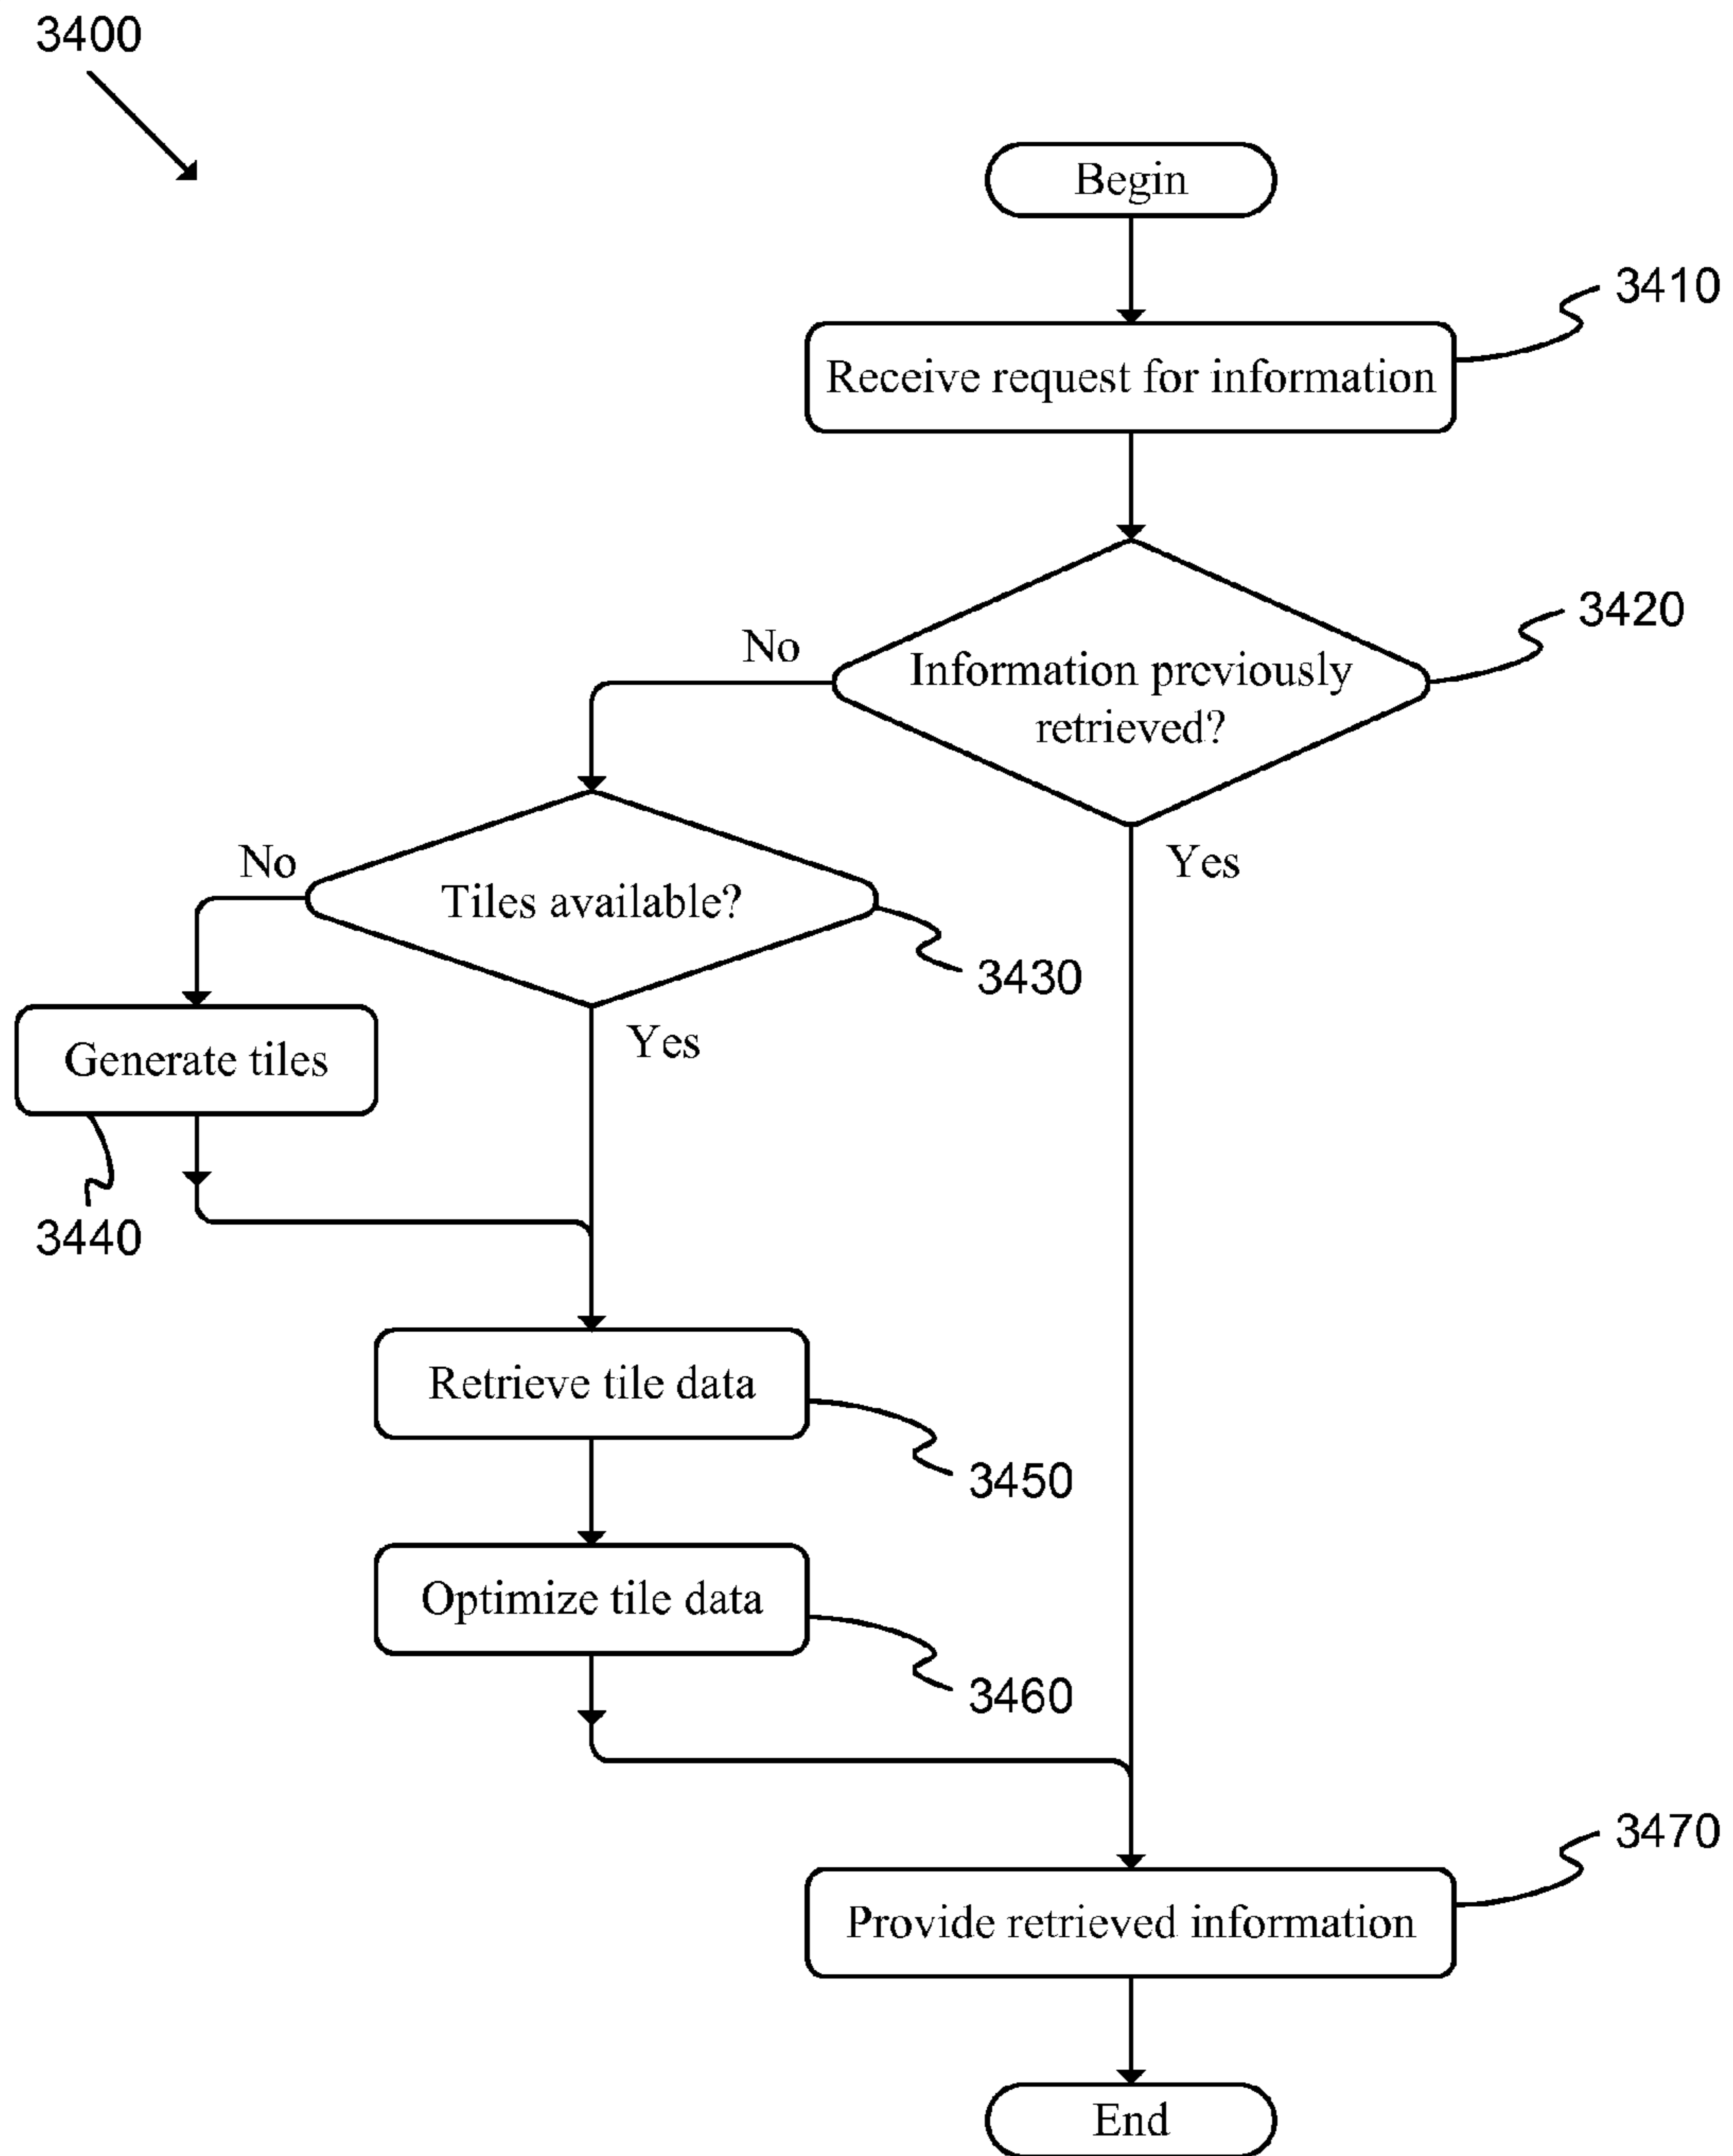 3400
Begin
3410
Receive request for information
3420
No
Information previously
retrieved?
Yes
No
Tiles available?
3430
Yes
Generate tiles
3440
Retrieve tile data
3450
Optimize tile data
3460
3470
Provide retrieved information
End